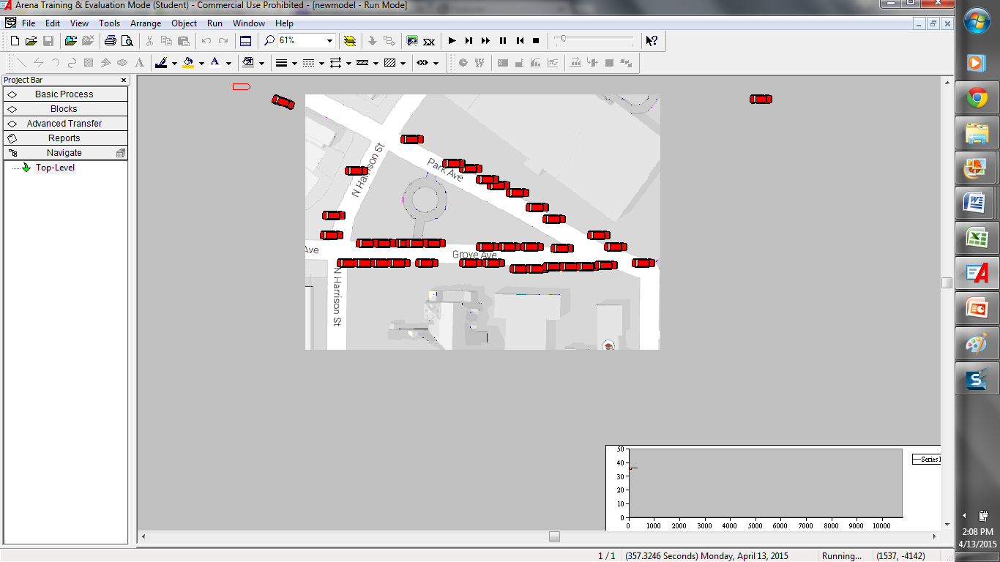 Arena Training & Evaluation Mode (Student) - Commercial Use Prohibited - [newmodel - Run Mode]
File Edit View Tools Arrange Object Run Window Help
61%
Project Bar
Basic Process
Blocks
Advanced Transfer
Reports
Navigate
Top-Level
N Harrison St
Park Ave
Ave
Grove Ave
N Harrison St
50
40
30
20
10
0
0 1000 2000 3000 4000 5000 6000 7000 8000 9000 10000
Series
1 / 1 (357.3246 Seconds) Monday, April 13, 2015 Running... (1537, -4142)
2:08 PM
4/13/2015